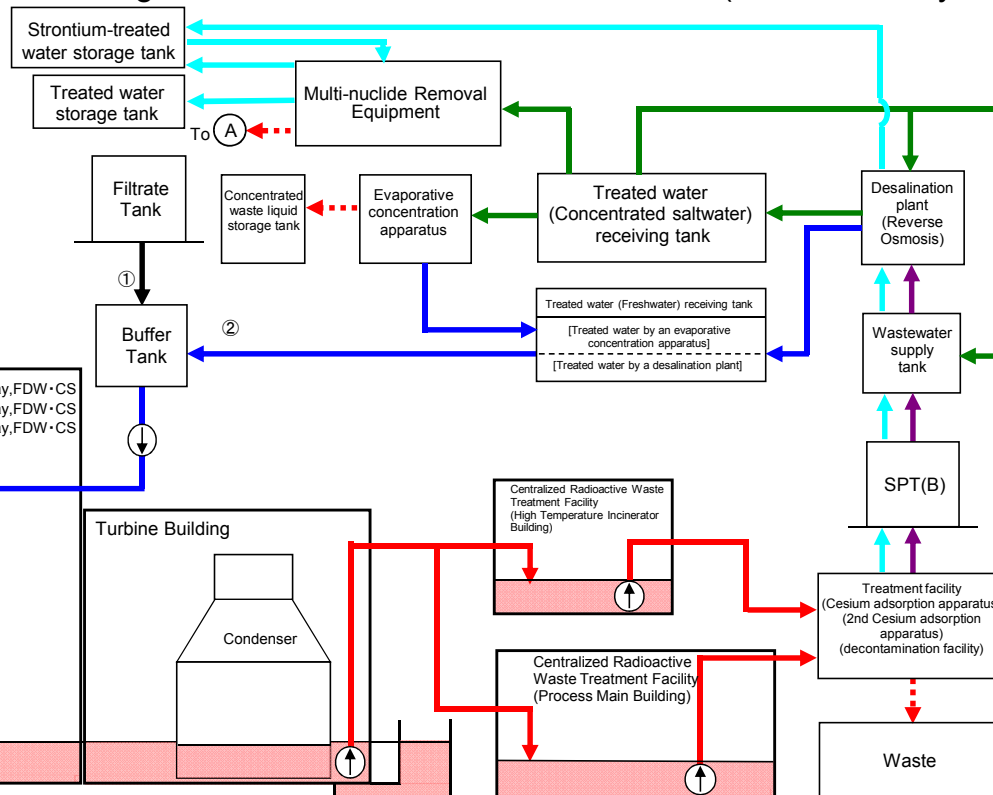 Strontium-treated
water storage tank
Treated water
storage tank
Multi-nuclide Removal
Equipment
To A
Filtrate
Tank
①
Concentrated
waste liquid
storage tank
Evaporative
concentration
apparatus
Treated water
(Concentrated saltwater)
receiving tank
Desalination
plant
(Reverse
Osmosis)
Buffer
Tank
②
Treated water (Freshwater) receiving tank
[Treated water by an evaporative
concentration apparatus]
[Treated water by a desalination plant]
Wastewater
supply
tank
FDW・CS
FDW・CS
FDW・CS
SPT(B)
Turbine Building
Condenser
Centralized Radioactive Waste
Treatment Facility
(High Temperature Incinerator
Building)
Centralized Radioactive
Waste Treatment Facility
(Process Main Building)
Treatment facility
(Cesium adsorption apparatus
(2nd Cesium adsorption
apparatus)
(decontamination facility)
Waste